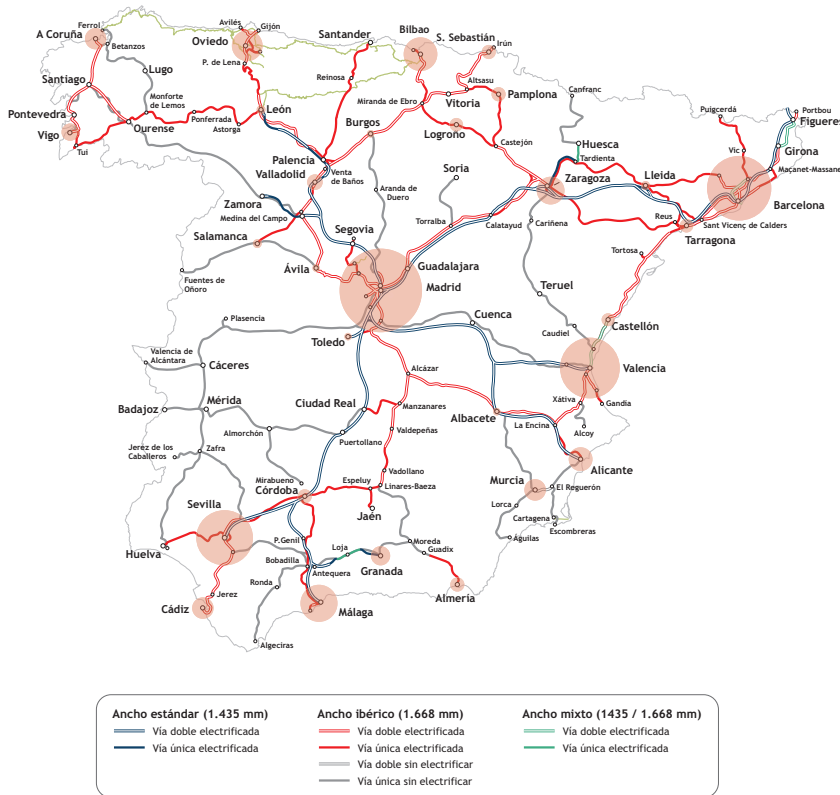 Ferrol
A Coruña
Betanzos
Lugo
Santiago
Pontevedra
Vigo
Tui
Ourense
Monforte
de Lemos
Ponferrada
Astorga
Avilés
Gijón
Oviedo
P. de Lena
León
Santander
Reinosa
Bilbao
S. Sebastián
Irún
Altsasu
Vitoria
Pamplona
Miranda de Ebro
Logroño
Castejón
Burgos
Palencia
Valladolid
Venta
de Baños
Aranda
de Duero
Soria
Canfranc
Huesca
Tardienta
Zaragoza
Lleida
Puigcerdá
Vic
Portbou
Figueres
Girona
Maçanet-Massanes
Barcelona
Sant Vicenç de Calders
Reus
Tarragona
Tortosa
Zamora
Medina del Campo
Salamanca
Segovia
Ávila
Torralba
Calatayud
Cariñena
Guadalajara
Madrid
Fuentes de
Oñoro
Teruel
Caudiel
Castellón
Plasencia
Toledo
Cuenca
Valencia
Valencia de
Alcántara
Cáceres
Alcázar
Xátiva
Gandía
Badajoz
Mérida
Ciudad Real
Manzanares
Albacete
La Encina
Alcoy
Almorchón
Puertollano
Valdepeñas
Jerez de los
Caballeros
Zafra
Mirabueno
Córdoba
Espeluy
Vadollano
Linares-Baeza
Alicante
Murcia
El Reguerón
Sevilla
Jaén
Lorca
Cartagena
Escombreras
Águilas
Huelva
P.Genil
Loja
Moreda
Guadix
Bobadilla
Antequera
Granada
Ronda
Jerez
Cádiz
Málaga
Almería
Algeciras
Ancho estándar (1.435 mm)
Vía doble electrificada
Vía única electrificada
Ancho ibérico (1.668 mm)
Vía doble electrificada
Vía única electrificada
Vía doble sin electrificar
Vía única sin electrificar
Ancho mixto (1435 / 1.668 mm)
Vía doble electrificada
Vía única electrificada